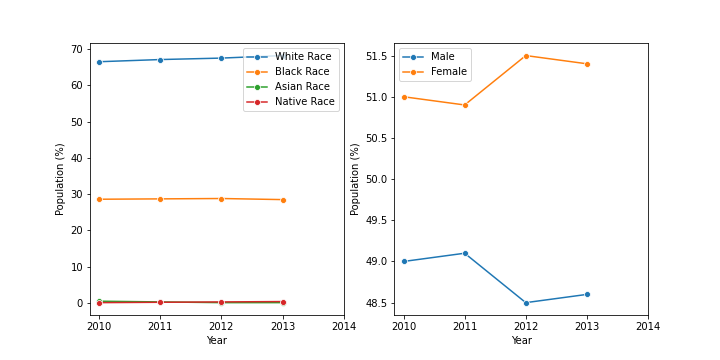 70
60
50
40
30
20
10
0
Population (%)
2010 2011 2012 2013 2014
Year
White Race
Black Race
Asian Race
Native Race
51.5
51.0
50.5
50.0
49.5
49.0
48.5
Population (%)
2010 2011 2012 2013 2014
Year
Male
Female